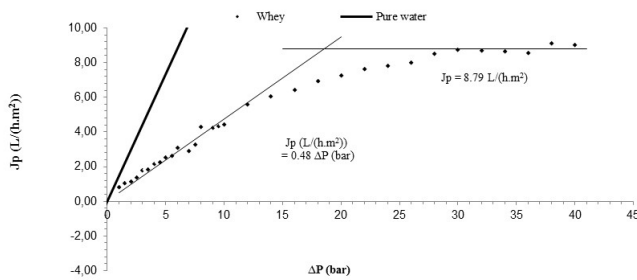 Whey Pure water
10,00
8,00
6,00
4,00
2,00
0,00
-2,00
-4,00
Jp (L/(h.m²))
0 5 10 15 20 25 30 35 40 45
Jp = 8.79 L/(h.m²)
Jp (L/(h.m²))
= 0.48 ΔP (bar)
ΔP (bar)